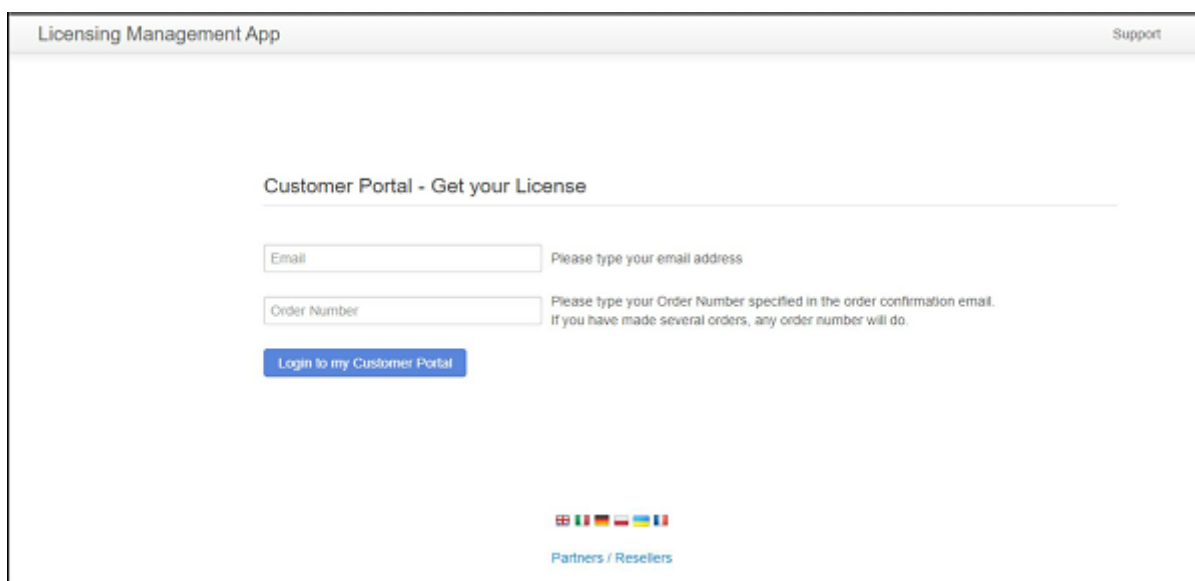 Licensing Management App
Support
Customer Portal - Get your License
Email
Please type your email address
Order Number
Please type your Order Number specified in the order confirmation email.
If you have made several orders, any order number will do.
Login to my Customer Portal
Partners / Resellers